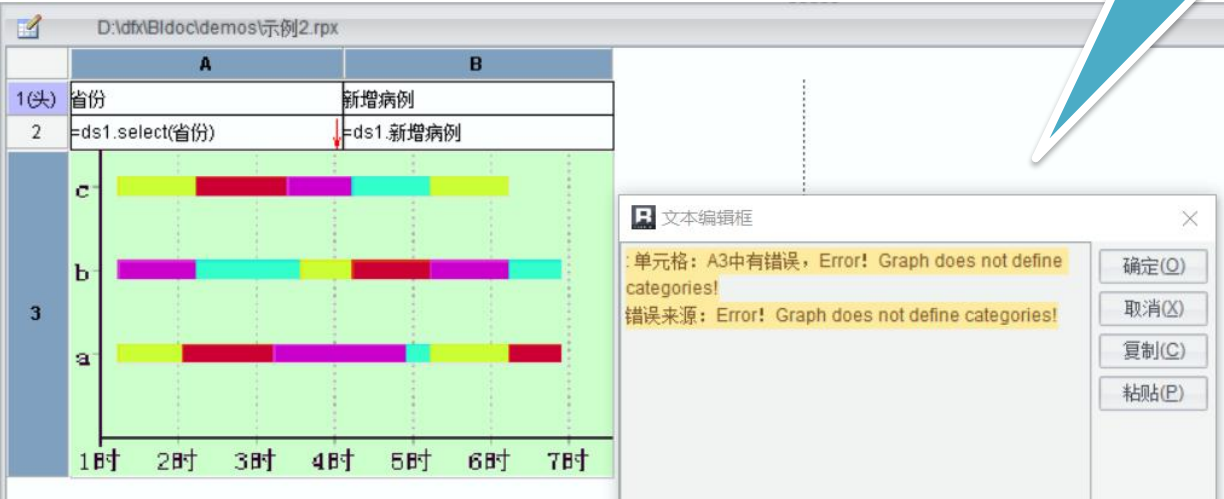 D:\dfx\BIdoc\demos\示例2.rpx
A B
1(头) 省份 新增病例
2 =ds1.select(省份) =ds1.新增病例
3
c
b
a
1时 2时 3时 4时 5时 6时 7时
文本编辑框
: 单元格：A3中有错误，Error! Graph does not define
categories!
错误来源：Error! Graph does not define categories!
确定(O)
取消(X)
复制(C)
粘贴(P)